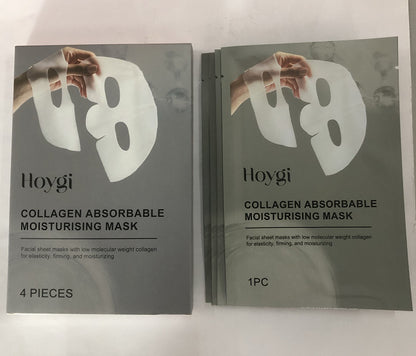 Hoygi
COLLAGEN ABSORBABLE
MOISTURISING MASK
Facial sheet masks with low molecular weight collagen
for elasticity, firming, and moisturizing
4 PIECES
Hoygi
COLLAGEN ABSORBABLE
MOISTURISING MASK
Facial sheet masks with low molecular weight collagen
for elasticity, firming, and moisturizing
1PC